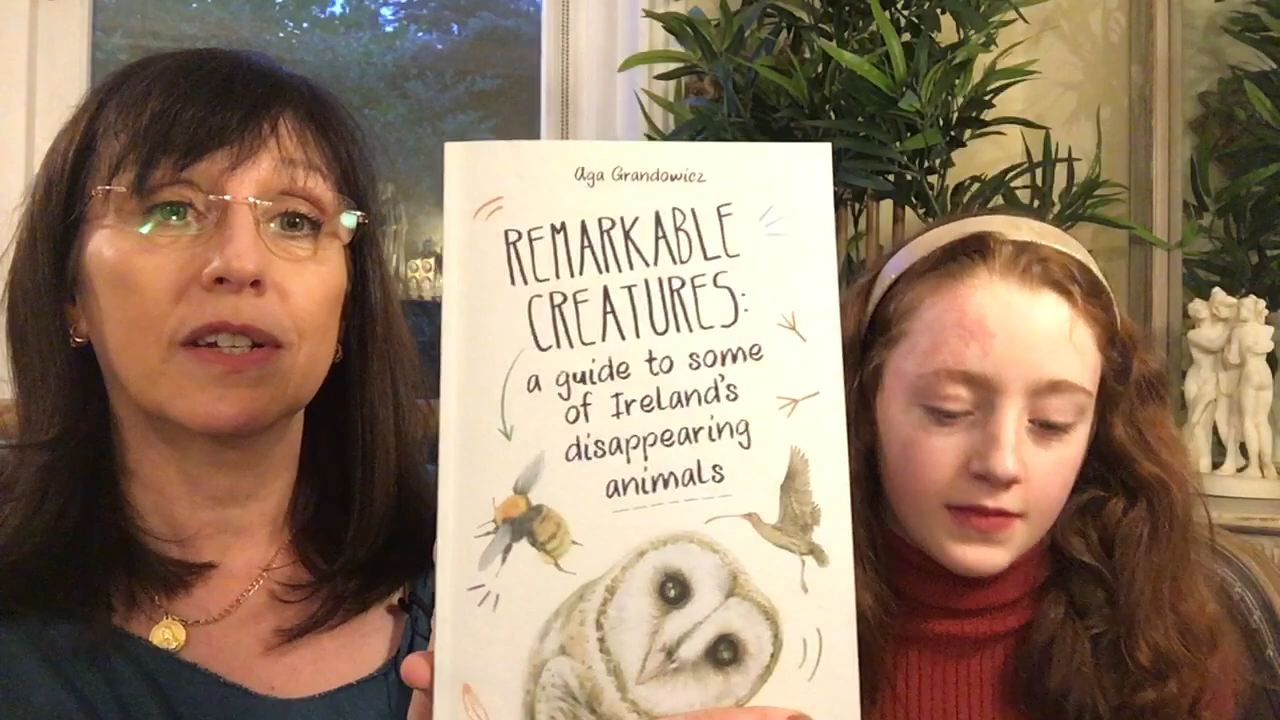 Aga Grandowicz
REMARKABLE
CREATURES:
a guide to some
of Ireland's
disappearing
animals